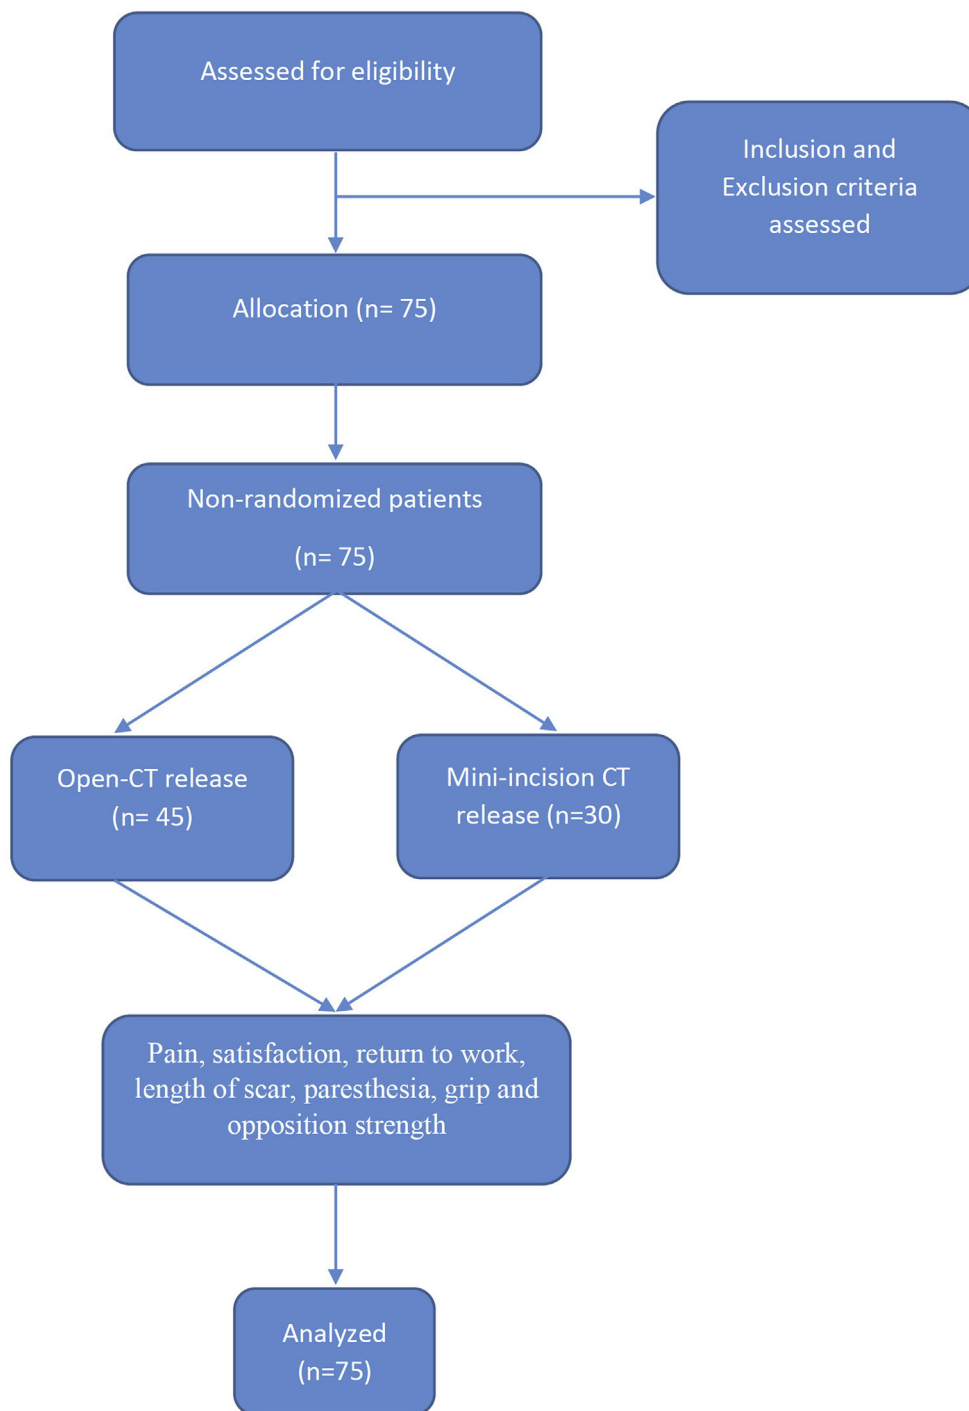 Assessed for eligibility
Inclusion and
Exclusion criteria
assessed
Allocation (n= 75)
Non-randomized patients
(n= 75)
Open-CT release
(n= 45)
Mini-incision CT
release (n=30)
Pain, satisfaction, return to work,
length of scar, paresthesia, grip and
opposition strength
Analyzed
(n=75)